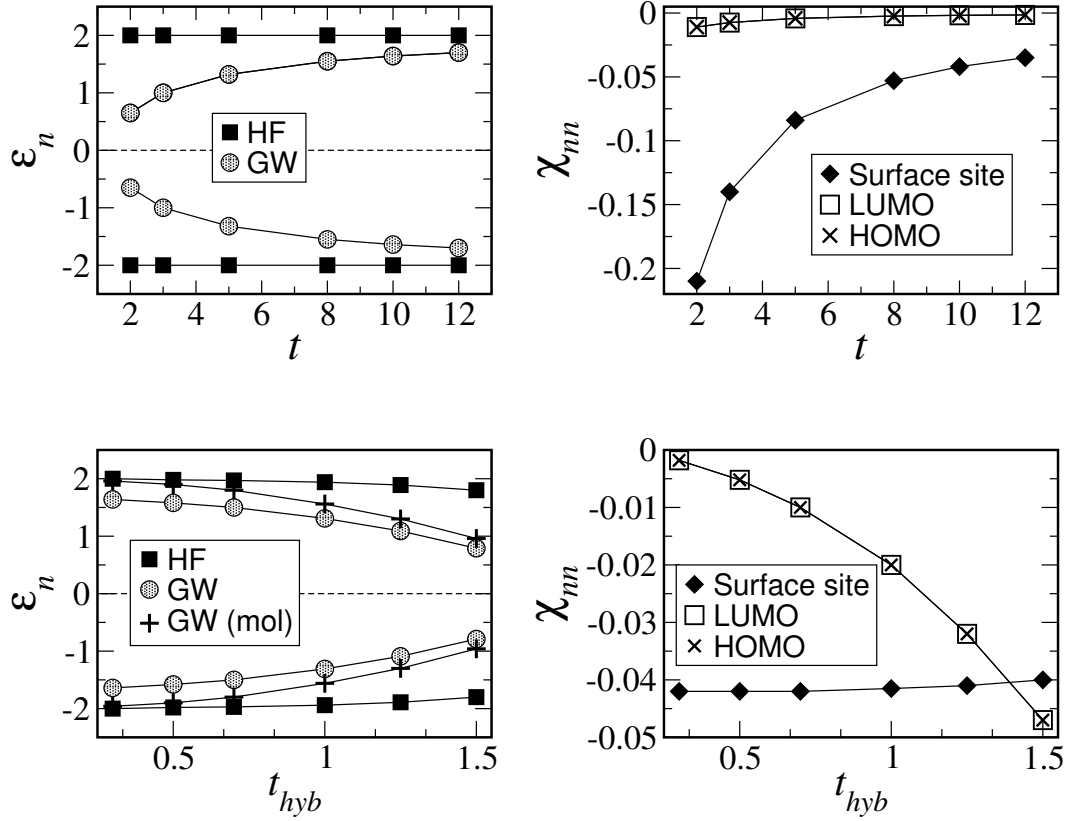 2
1
0
-1
-2
ε_n
HF
GW
2 4 6 8 10 12
t
0
-0.05
-0.1
-0.15
-0.2
χ_nn
Surface site
LUMO
HOMO
2 4 6 8 10 12
t
2
1
0
-1
-2
ε_n
HF
GW
GW (mol)
0.5 1 1.5
t_hyb
0
-0.01
-0.02
-0.03
-0.04
-0.05
χ_nn
Surface site
LUMO
HOMO
0.5 1 1.5
t_hyb